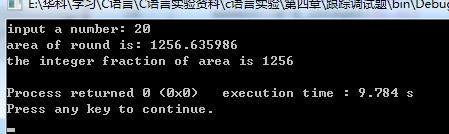 E:\华科\学习\C语言\C语言实验资料\c语言实验\第四章\跟踪调试题\bin\Debug
input a number: 20
area of round is: 1256.635986
the integer fraction of area is 1256
Process returned 0 (0x0)   execution time : 9.784 s
Press any key to continue.